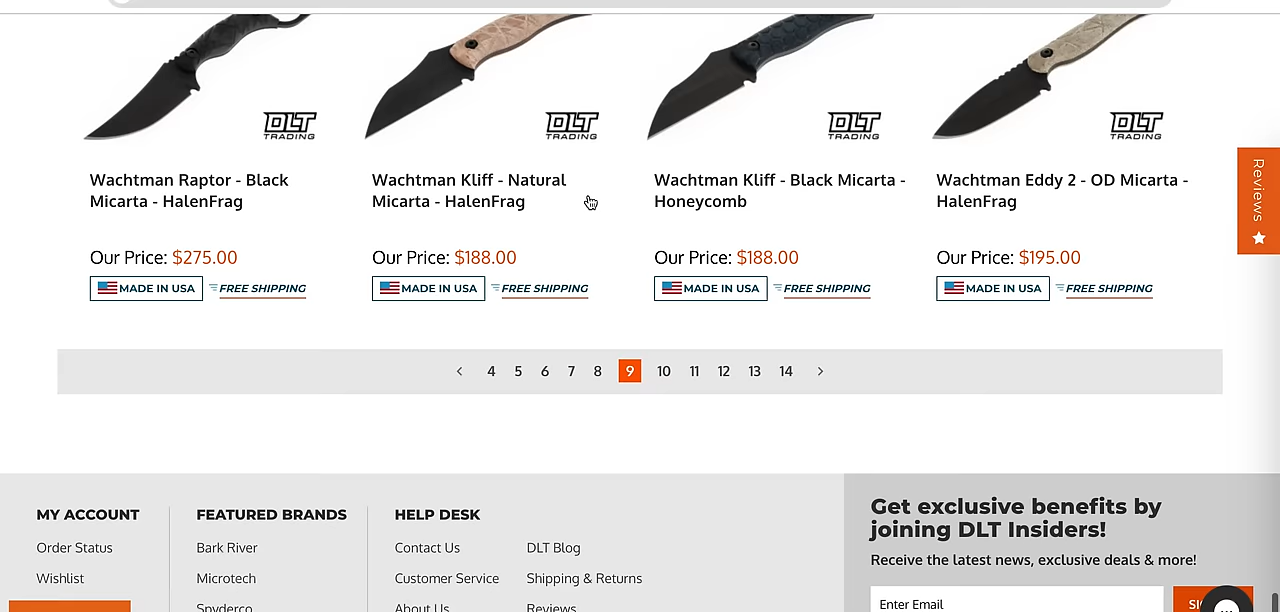 DLT
TRADING
DLT
TRADING
DLT
TRADING
DLT
TRADING
Wachtman Raptor - Black
Micarta - HalenFrag
Our Price: $275.00
MADE IN USA FREE SHIPPING
Wachtman Kliff - Natural
Micarta - HalenFrag
Our Price: $188.00
MADE IN USA FREE SHIPPING
Wachtman Kliff - Black Micarta -
Honeycomb
Our Price: $188.00
MADE IN USA FREE SHIPPING
Wachtman Eddy 2 - OD Micarta -
HalenFrag
Our Price: $195.00
MADE IN USA FREE SHIPPING
Reviews
4 5 6 7 8 9 10 11 12 13 14
MY ACCOUNT
Order Status
Wishlist
FEATURED BRANDS
Bark River
Microtech
Spyderco
HELP DESK
Contact Us
Customer Service
About Us
DLT Blog
Shipping & Returns
Reviews
Get exclusive benefits by
joining DLT Insiders!
Receive the latest news, exclusive deals & more!
Enter Email